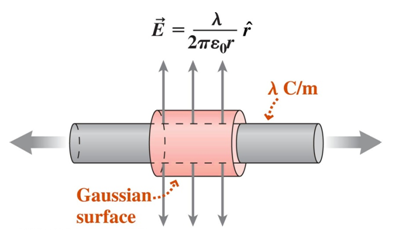 E⃗ = λ / 2πε₀r r̂
λ C/m
Gaussian
surface